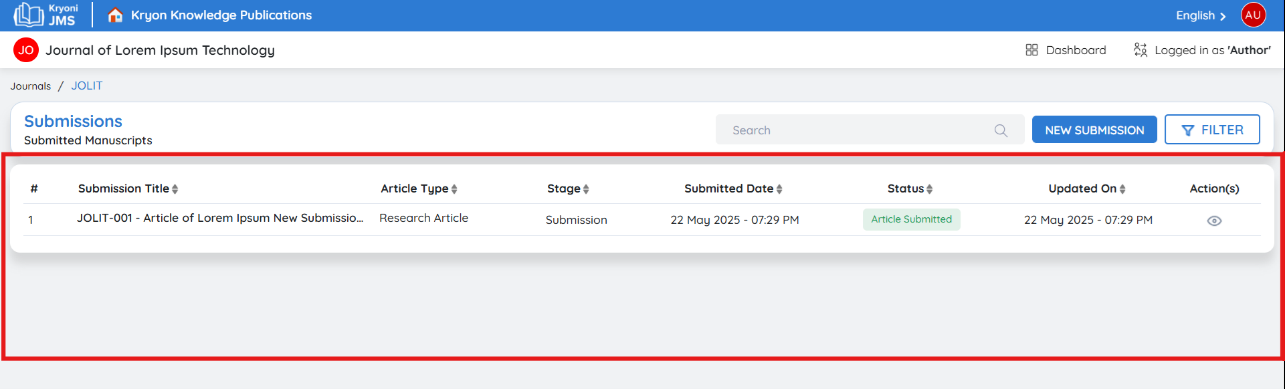 Kryoni JMS Kryon Knowledge Publications English AU
JO Journal of Lorem Ipsum Technology Dashboard Logged in as 'Author'
Journals / JOLIT
Submissions
Submitted Manuscripts
Search NEW SUBMISSION FILTER
# Submission Title Article Type Stage Submitted Date Status Updated On Action(s)
1 JOLIT-001 - Article of Lorem Ipsum New Submissio... Research Article Submission 22 May 2025 - 07:29 PM Article Submitted 22 May 2025 - 07:29 PM